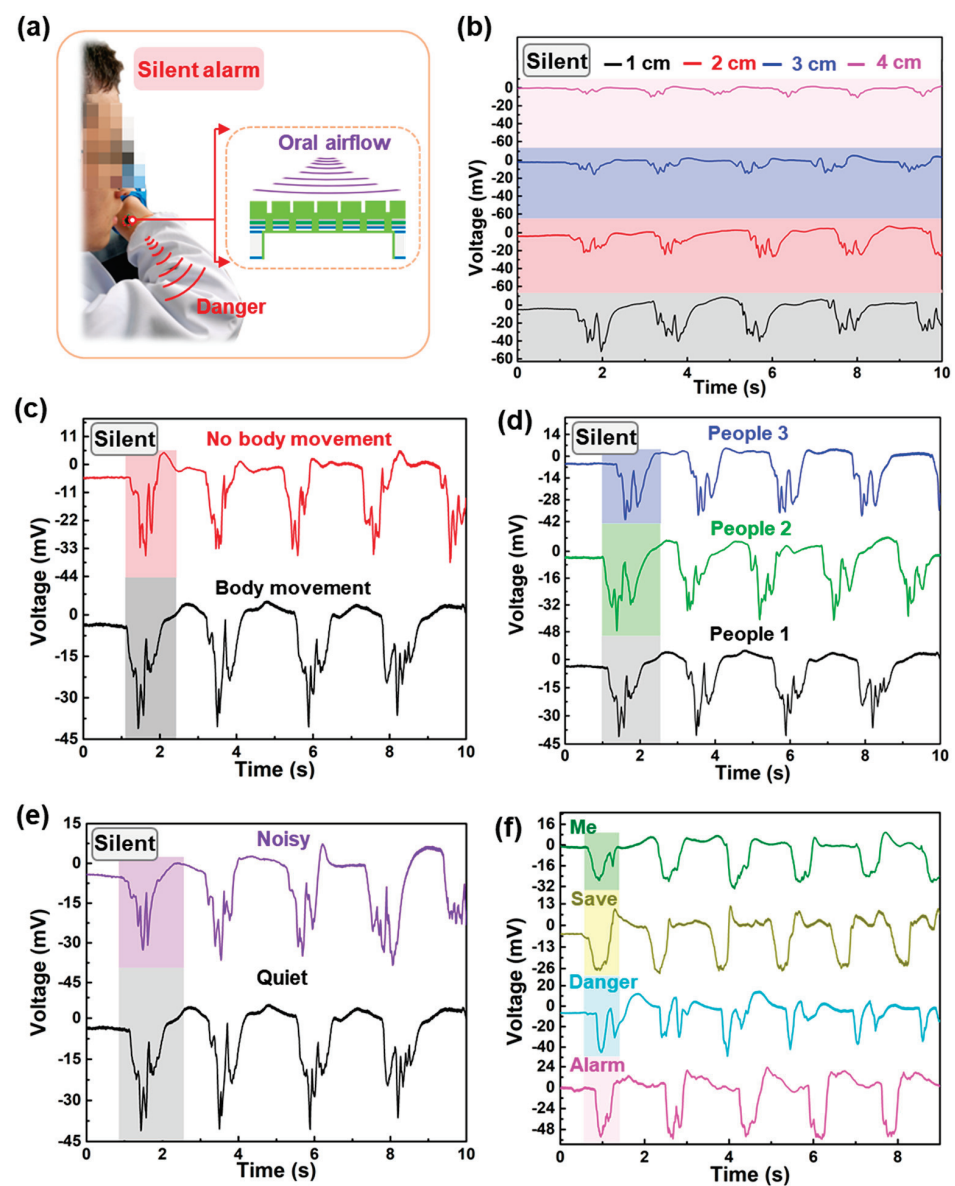 (a)
Silent alarm
Oral airflow
Danger
(b)
Silent
1 cm 2 cm 3 cm 4 cm
0
-20
-40
-60
0
-20
-40
-60
0
-20
-40
-60
0
-20
-40
-60
Voltage (mV)
0 2 4 6 8 10
Time (s)
(c)
Silent
No body movement
Body movement
11
0
-11
-22
-33
-44
0
-15
-30
-45
Voltage (mV)
0 2 4 6 8 10
Time (s)
(d)
Silent
People 3
People 2
People 1
14
0
-14
-28
-42
0
-16
-32
-48
0
-15
-30
-45
Voltage (mV)
0 2 4 6 8 10
Time (s)
(e)
Silent
Noisy
Quiet
15
0
-15
-30
-45
0
-15
-30
-45
Voltage (mV)
0 2 4 6 8 10
Time (s)
(f)
Me
Save
Danger
Alarm
16
0
-16
-32
13
0
-13
-26
20
0
-20
-40
24
0
-24
-48
Voltage (mV)
0 2 4 6 8
Time (s)